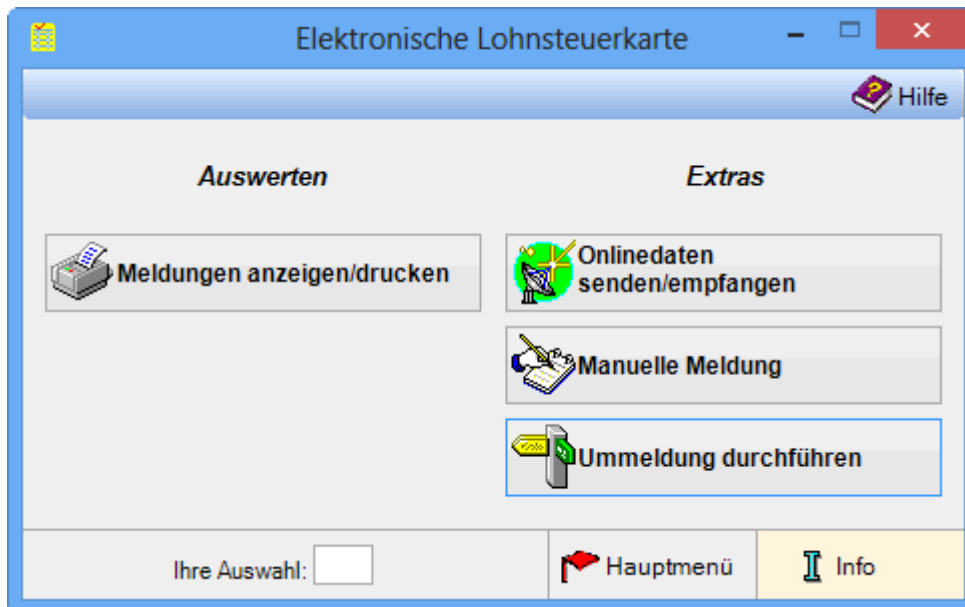 Elektronische Lohnsteuerkarte
Hilfe
Auswerten
Meldungen anzeigen/drucken
Extras
Onlinedaten
senden/empfangen
Manuelle Meldung
Ummeldung durchführen
Ihre Auswahl:
Hauptmenü
Info